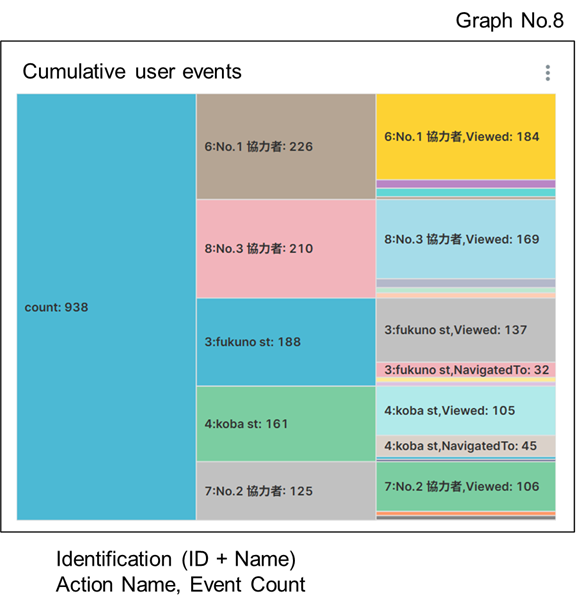 Graph No.8
Cumulative user events
count: 938
6:No.1 協力者: 226
8:No.3 協力者: 210
3:fukuno st: 188
4:koba st: 161
7:No.2 協力者: 125
6:No.1 協力者,Viewed: 184
8:No.3 協力者,Viewed: 169
3:fukuno st,Viewed: 137
3:fukuno st,NavigatedTo: 32
4:koba st,Viewed: 105
4:koba st,NavigatedTo: 45
7:No.2 協力者,Viewed: 106
Identification (ID + Name)
Action Name, Event Count